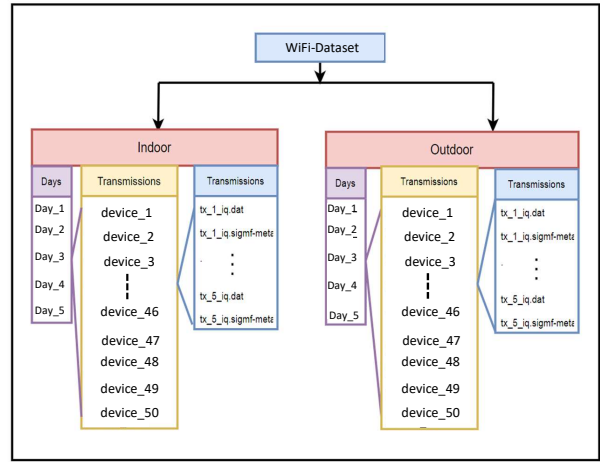 WiFi-Dataset
Indoor
Days
Transmissions
Transmissions
Day_1
Day_2
Day_3
Day_4
Day_5
device_1
device_2
device_3
device_46
device_47
device_48
device_49
device_50
tx_1_iq.dat
tx_1_iq.sigmf-meta
tx_5_iq.dat
tx_5_iq.sigmf-meta
Outdoor
Days
Transmissions
Transmissions
Day_1
Day_2
Day_3
Day_4
Day_5
device_1
device_2
device_3
device_46
device_47
device_48
device_49
device_50
tx_1_iq.dat
tx_1_iq.sigmf-meta
tx_5_iq.dat
tx_5_iq.sigmf-meta